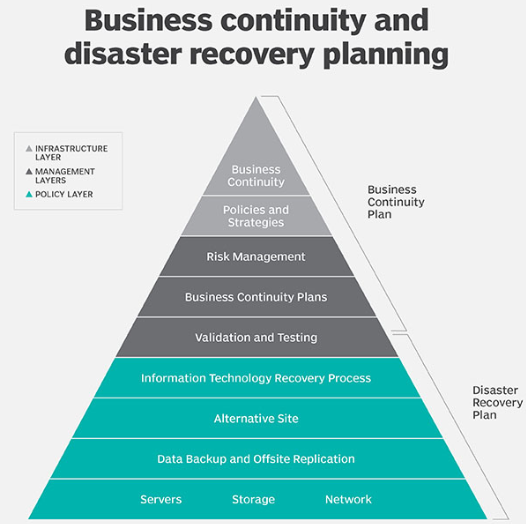 Business continuity and
disaster recovery planning
INFRASTRUCTURE
LAYER
MANAGEMENT
LAYERS
POLICY LAYER
Business
Continuity
Policies and
Strategies
Risk Management
Business Continuity Plans
Validation and Testing
Information Technology Recovery Process
Alternative Site
Data Backup and Offsite Replication
Servers Storage Network
Business
Continuity
Plan
Disaster
Recovery
Plan